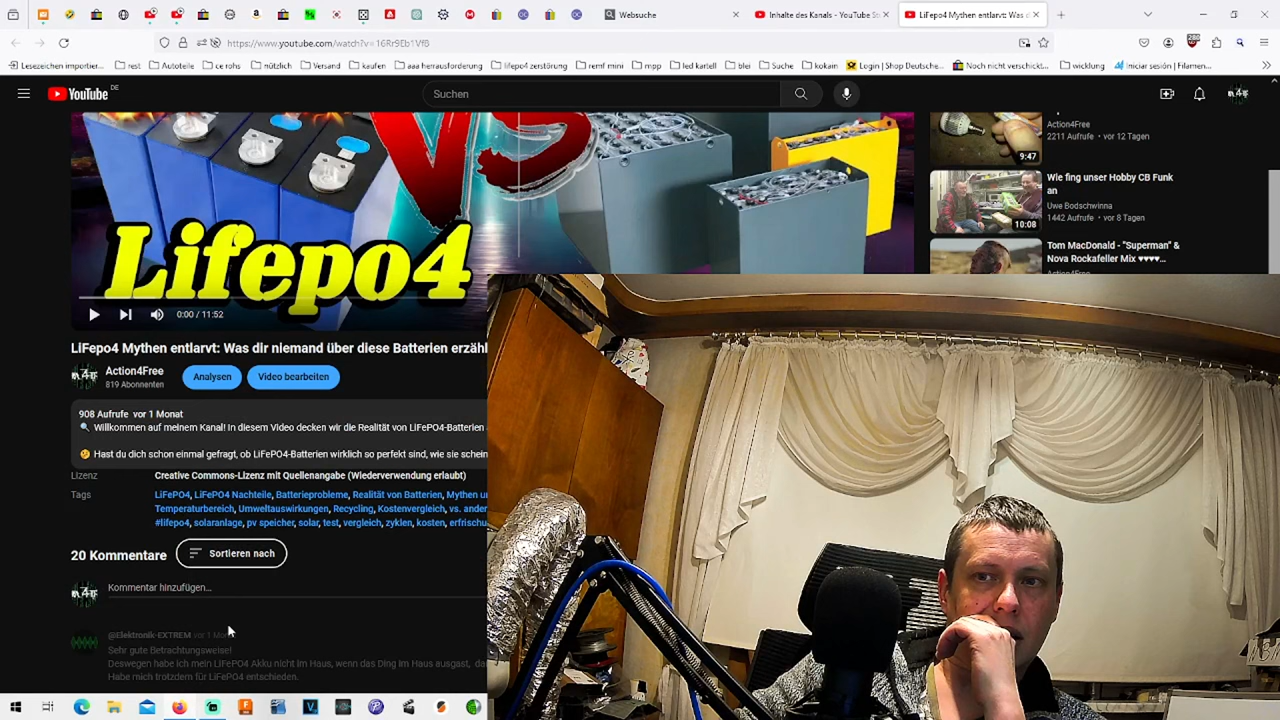 Websuche
Inhalte des Kanals - YouTube So
LiFepo4 Mythen entlarvt: Was d
https://www.youtube.com/watch?v=16Rr9Eb1Vf8
Lesezeichen importier...
rest
Autoteile
ce rohs
nützlich
Versand
kaufen
aaa herrausforderung
lifepo4 zerstörung
remf mini
mpp
led kartell
blei
Suche
kokain
Login | Shop Deutsche...
Noch nicht verschickt...
wicklung
Iniciar sesión | Filamen...
YouTube DE
Suchen
VS
Lifepo4
0:00 / 11:52
Action4Free
2211 Aufrufe • vor 12 Tagen
9:47
Wie fing unser Hobby CB Funk
an
Uwe Bodschwinna
1442 Aufrufe • vor 8 Tagen
10:08
Tom MacDonald - "Superman" &
Nova Rockafeller Mix ♥♥♥♥...
LiFepo4 Mythen entlarvt: Was dir niemand über diese Batterien erzähl
Action4Free
819 Abonnenten
Analysen
Video bearbeiten
908 Aufrufe vor 1 Monat
🔍 Willkommen auf meinem Kanal! In diesem Video decken wir die Realität von LiFePO4-Batterien
🤔 Hast du dich schon einmal gefragt, ob LiFePO4-Batterien wirklich so perfekt sind, wie sie schein
Lizenz
Creative Commons-Lizenz mit Quellenangabe (Wiederverwendung erlaubt)
Tags
LiFePO4, LiFePO4 Nachteile, Batterieprobleme, Realität von Batterien, Mythen u
Temperaturbereich, Umweltauswirkungen, Recycling, Kostenvergleich, vs. ander
#lifepo4, solaranlage, pv speicher, solar, test, vergleich, zyklen, kosten, erfrischu
20 Kommentare
Sortieren nach
Kommentar hinzufügen...
@Elektronik-EXTREM vor 1 Mon
Sehr gute Betrachtungsweise!
Deswegen habe ich mein LiFePO4 Akku nicht im Haus, wenn das Ding im Haus ausgast, da
Habe mich trotzdem für LiFePO4 entschieden.